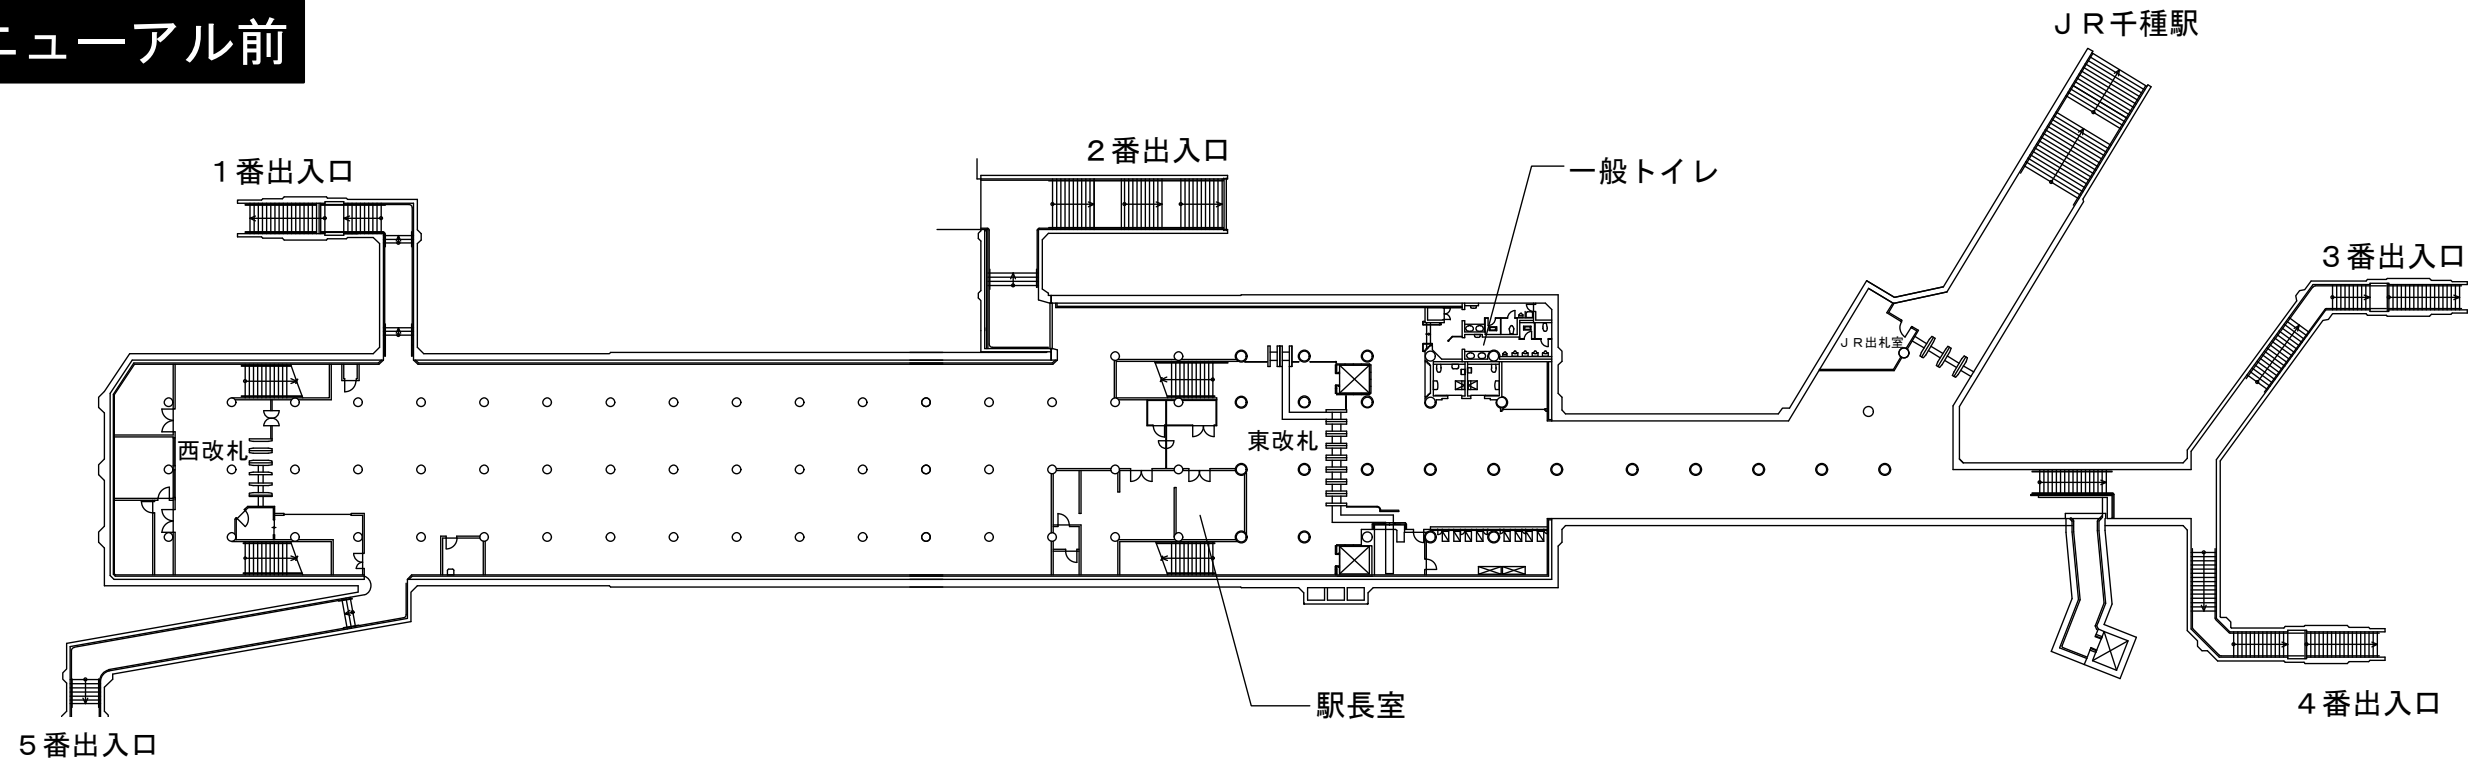 ニューアル前
JR千種駅
1番出入口
2番出入口
一般トイレ
3番出入口
JR出札室
西改札
東改札
駅長室
4番出入口
5番出入口